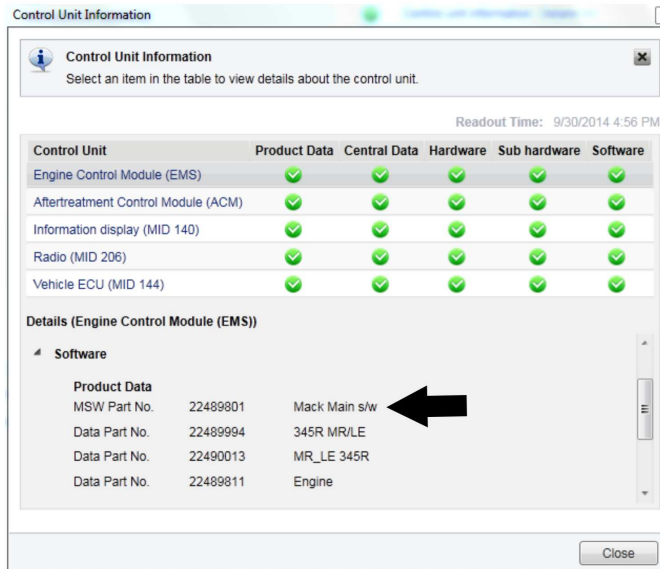 Control Unit Information
Control Unit Information
Select an item in the table to view details about the control unit.
Readout Time: 9/30/2014 4:56 PM
Control Unit Product Data Central Data Hardware Sub hardware Software
Engine Control Module (EMS)
Aftertreatment Control Module (ACM)
Information display (MID 140)
Radio (MID 206)
Vehicle ECU (MID 144)
Details (Engine Control Module (EMS))
Software
Product Data
MSW Part No. 22489801 Mack Main s/w
Data Part No. 22489994 345R MR/LE
Data Part No. 22490013 MR_LE 345R
Data Part No. 22489811 Engine
Close